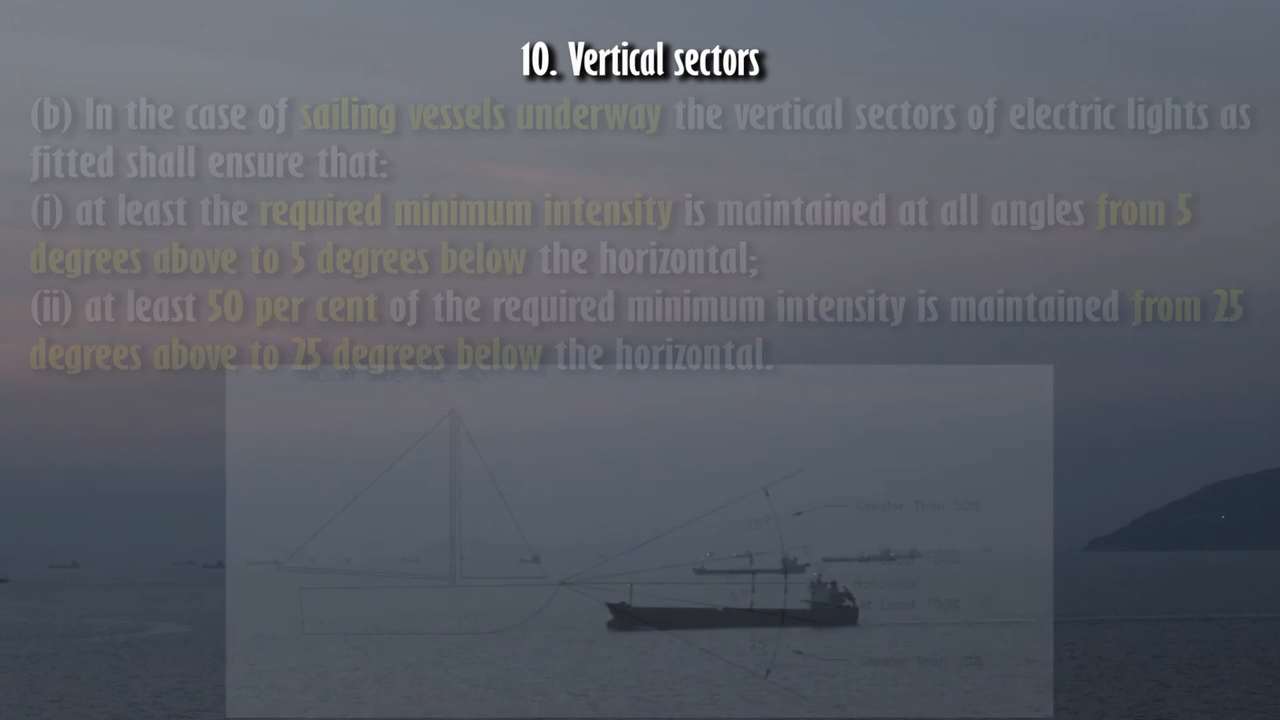 10. Vertical sectors
(b) In the case of sailing vessels underway the vertical sectors of electric lights as
fitted shall ensure that:
(i) at least the required minimum intensity is maintained at all angles from 5
degrees above to 5 degrees below the horizontal;
(ii) at least 50 per cent of the required minimum intensity is maintained from 25
degrees above to 25 degrees below the horizontal.